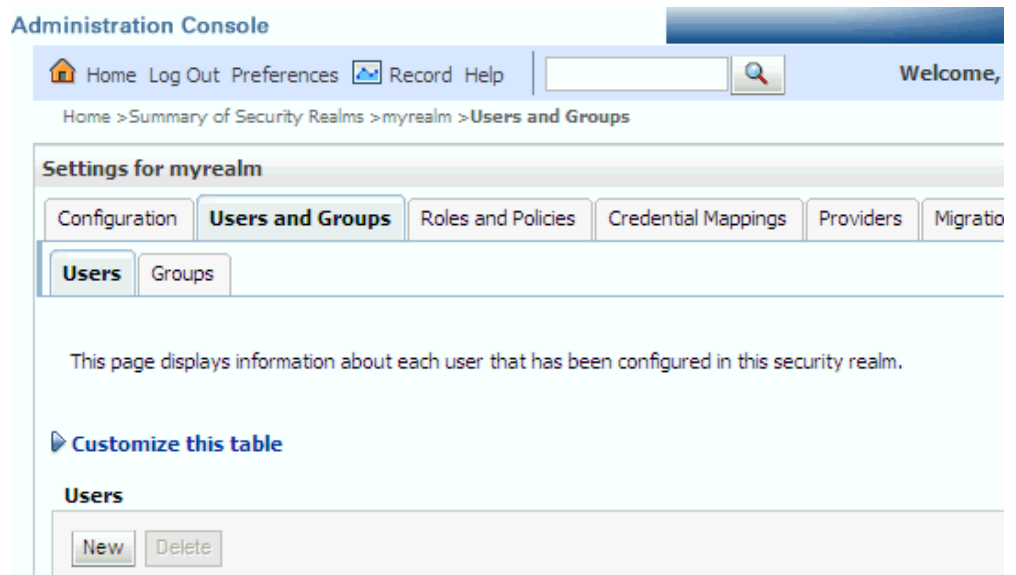 Administration Console
Home Log Out Preferences Record Help Welcome,
Home >Summary of Security Realms >myrealm >Users and Groups
Settings for myrealm
Configuration Users and Groups Roles and Policies Credential Mappings Providers Migratio
Users Groups
This page displays information about each user that has been configured in this security realm.
Customize this table
Users
New Delete